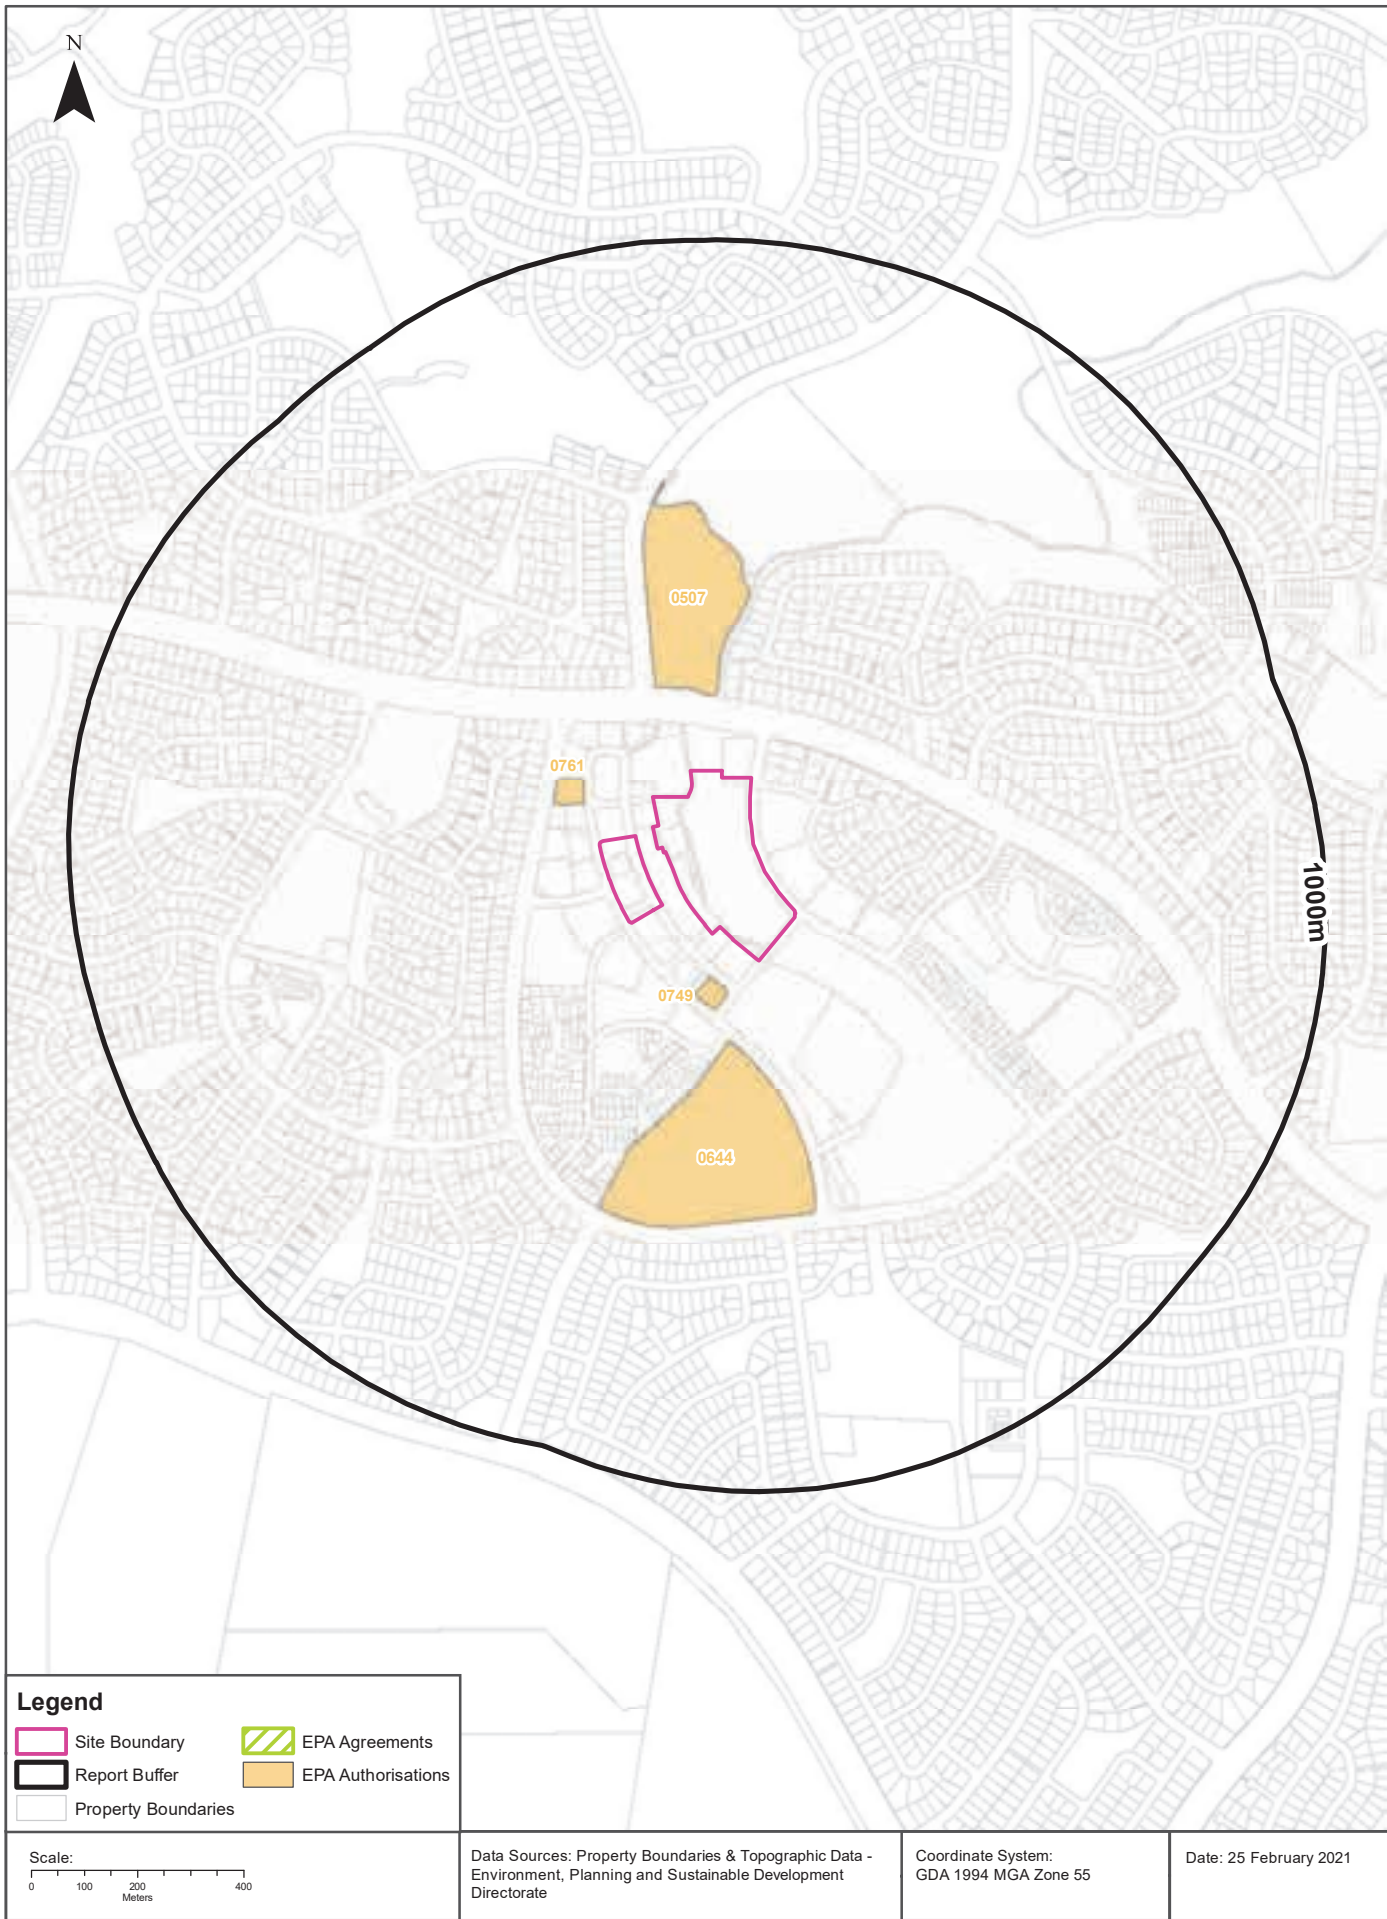 N
0507
0761
1000m
0749
0644
Legend
Site Boundary
EPA Agreements
Report Buffer
EPA Authorisations
Property Boundaries
Scale:
0 100 200 400
Meters
Data Sources: Property Boundaries & Topographic Data -
Environment, Planning and Sustainable Development
Directorate
Coordinate System:
GDA 1994 MGA Zone 55
Date: 25 February 2021